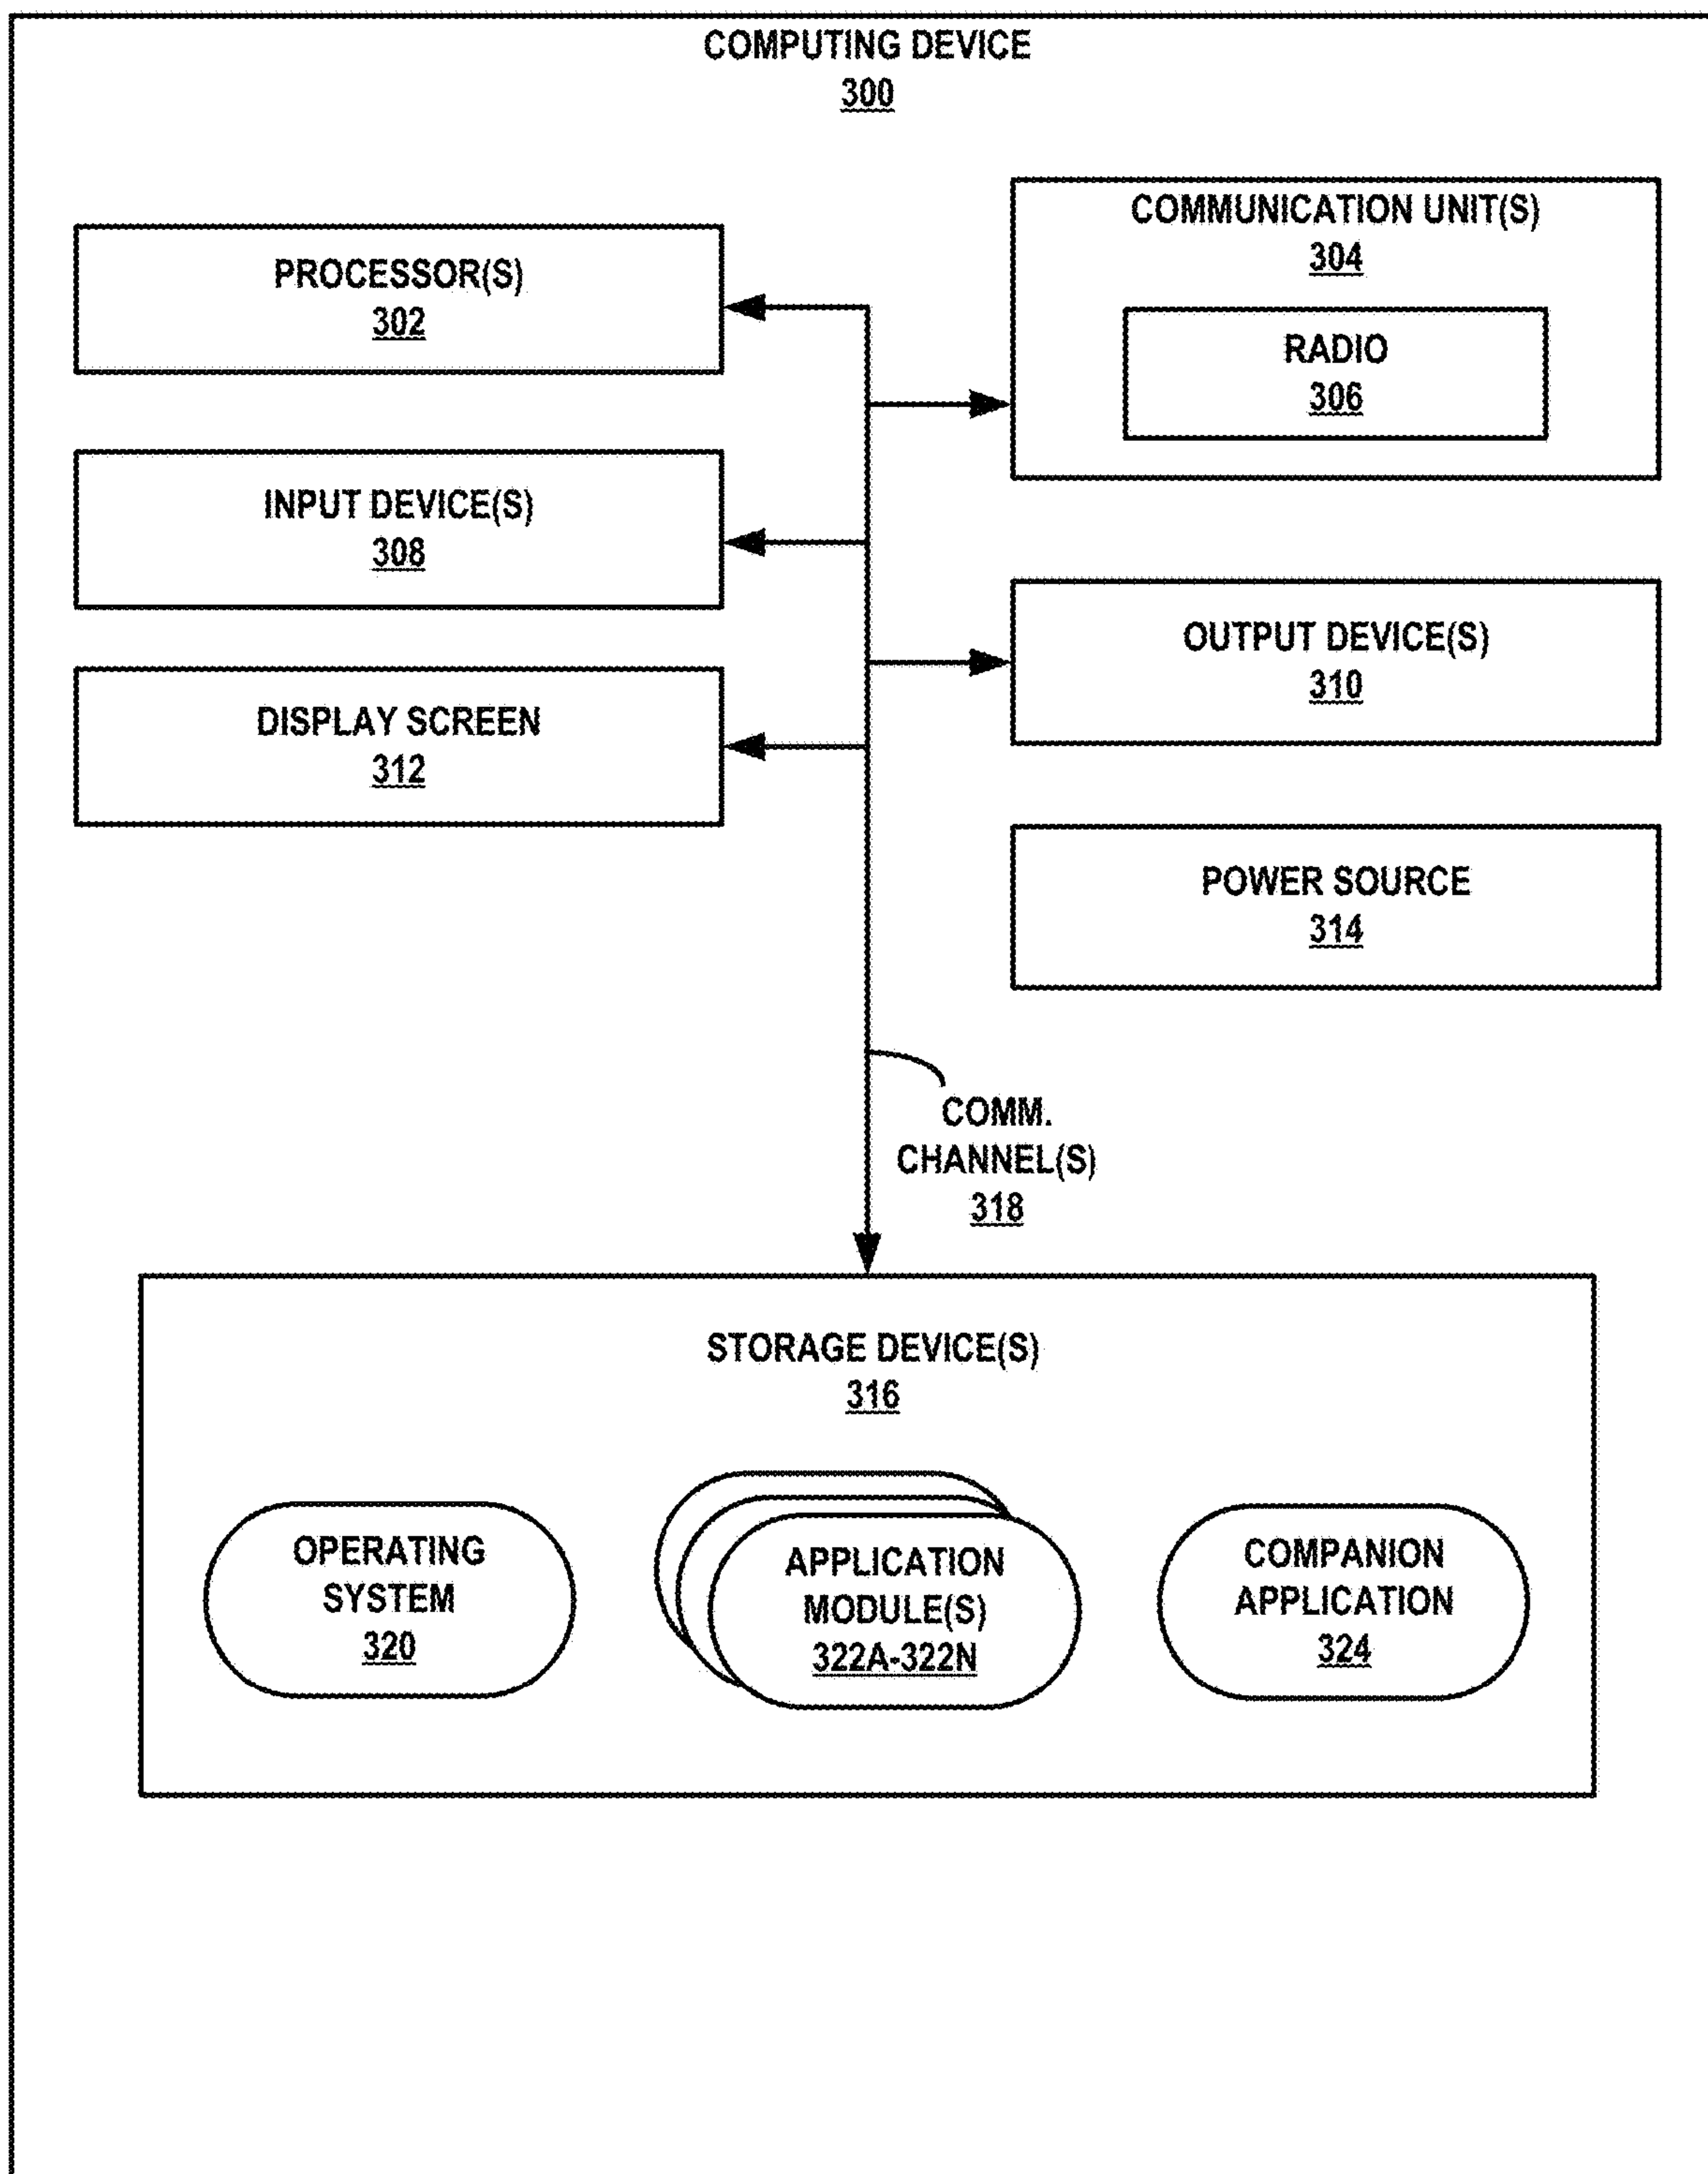 COMPUTING DEVICE
300
PROCESSOR(S)
302
COMMUNICATION UNIT(S)
304
RADIO
306
INPUT DEVICE(S)
308
OUTPUT DEVICE(S)
310
DISPLAY SCREEN
312
POWER SOURCE
314
COMM.
CHANNEL(S)
318
STORAGE DEVICE(S)
316
OPERATING
SYSTEM
320
APPLICATION
MODULE(S)
322A-322N
COMPANION
APPLICATION
324